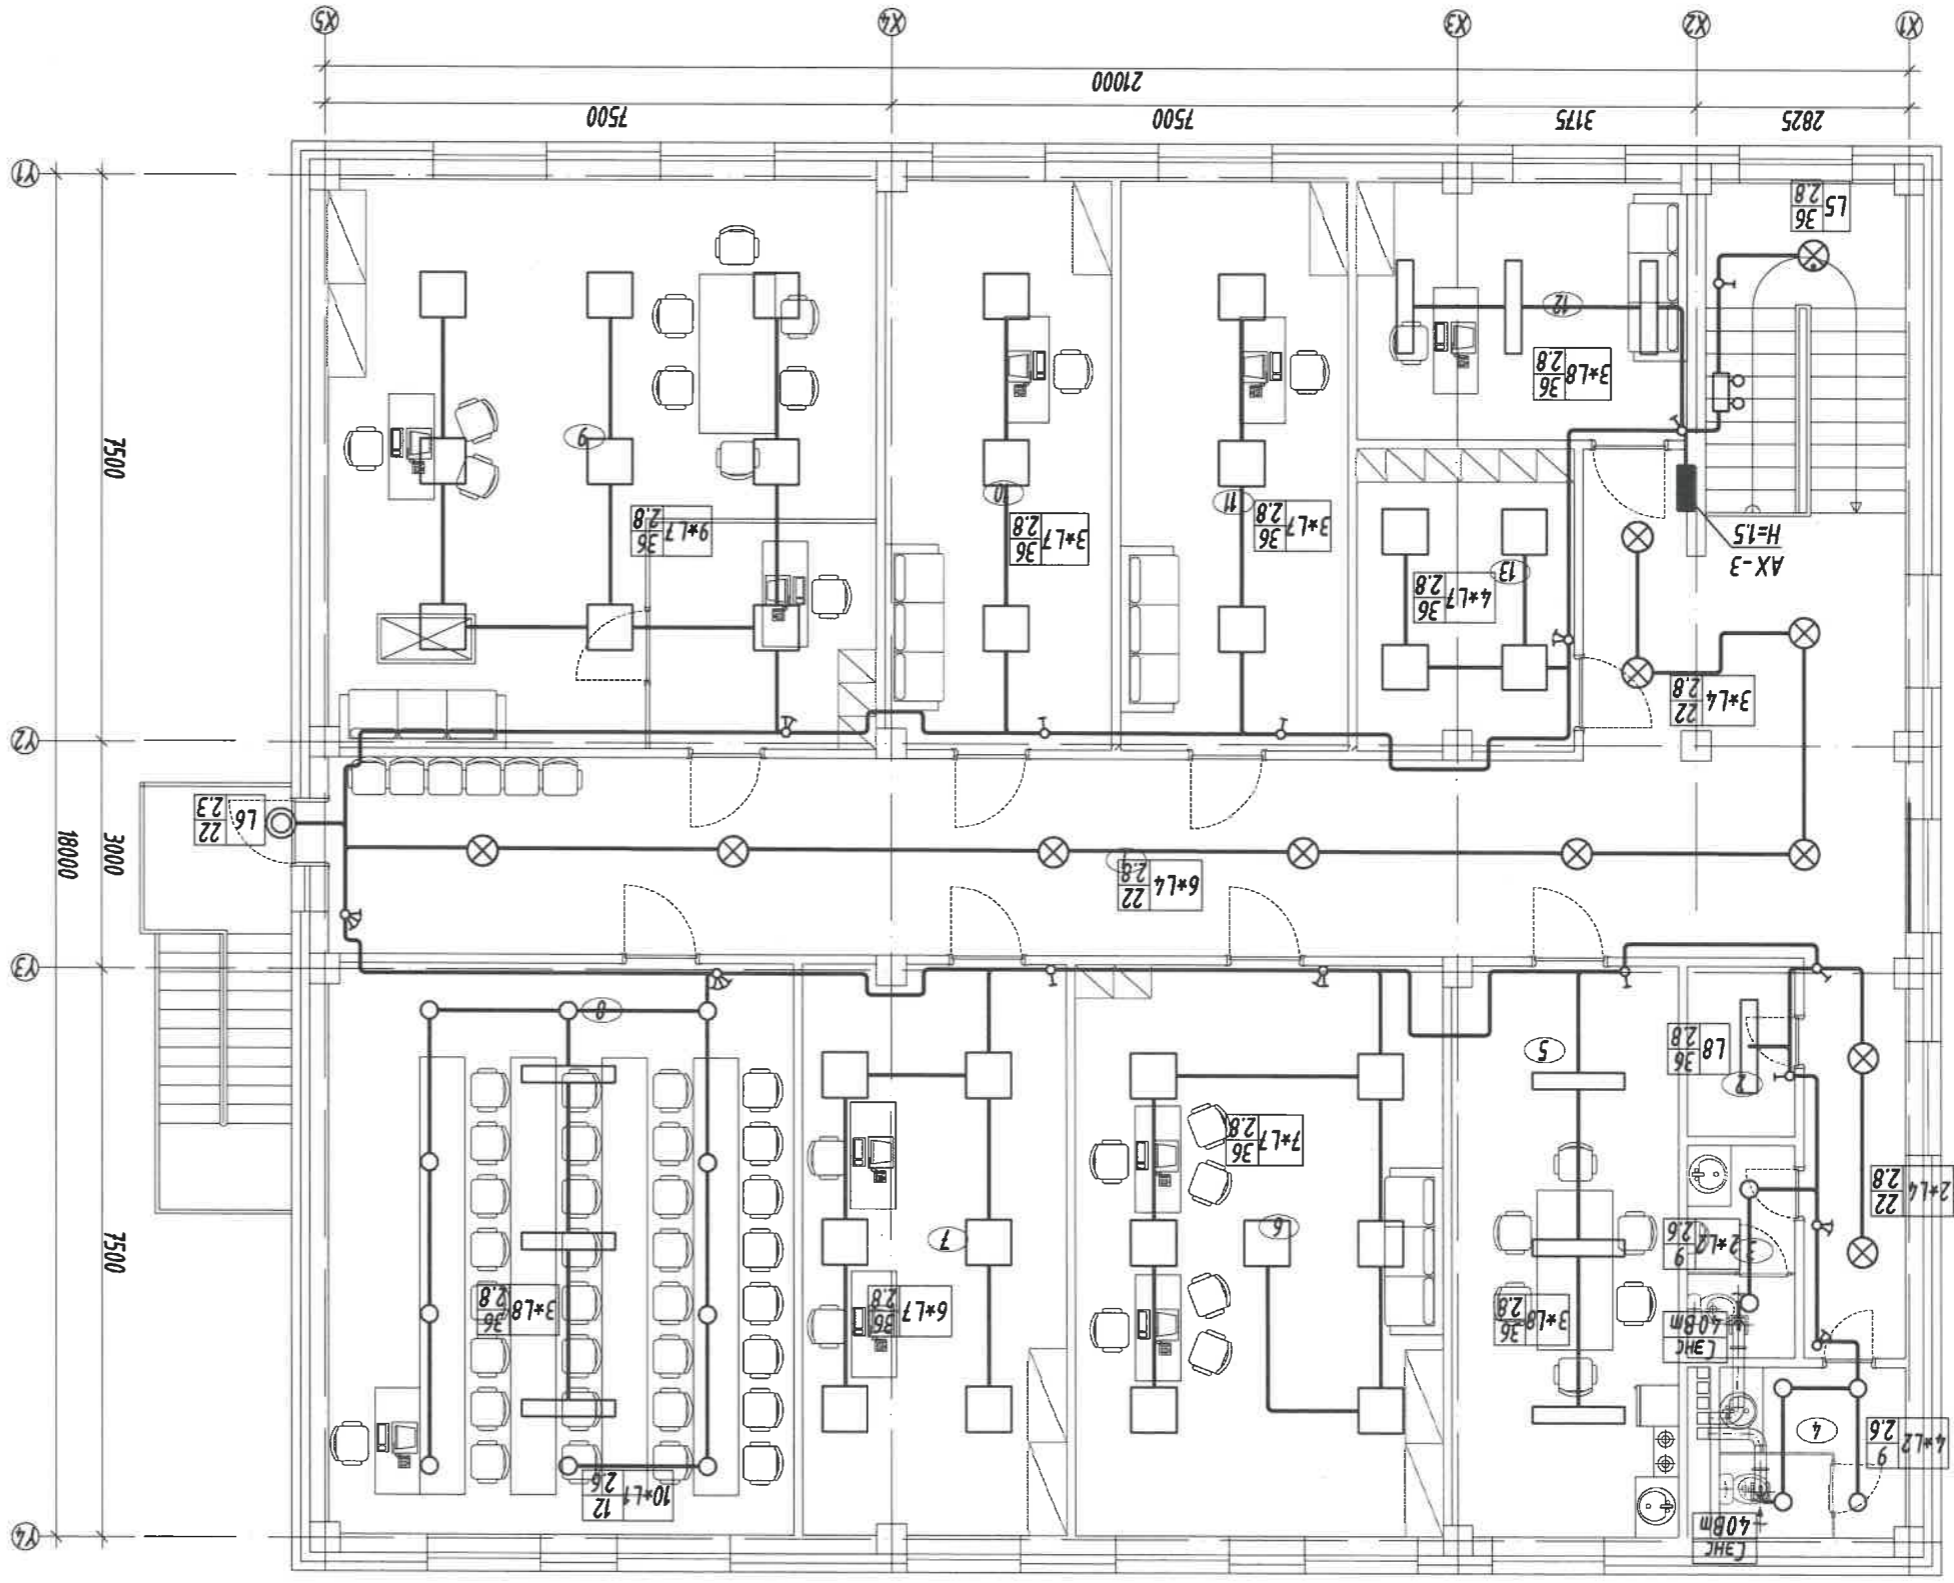 Сэнс
40Вт
Y4
4*L2 9
2.6
4
10*L1 12
2.6
Сэнс
40Вт
3*L8 36
2.8
6*L7 36
2.8
3*L8 36
2.8
2*L2 9
2.6
3
6
7
7500
2*L4 22
2.8
7*L7 36
2.8
2
L8 36
2.8
5
8
Y3
6*L4 22
2.8
1
L6 22
2.3
3000
18000
Y2
3*L4 22
2.8
4*L7 36
2.8
13
AX-3
H=1.5
3*L7 36
2.8
11
3*L7 36
2.8
10
9*L7 36
2.8
9
7500
3*L8 36
2.8
12
L5 36
2.8
Y1
2825
3175
7500
7500
21000
X1
X2
X3
X4
X5